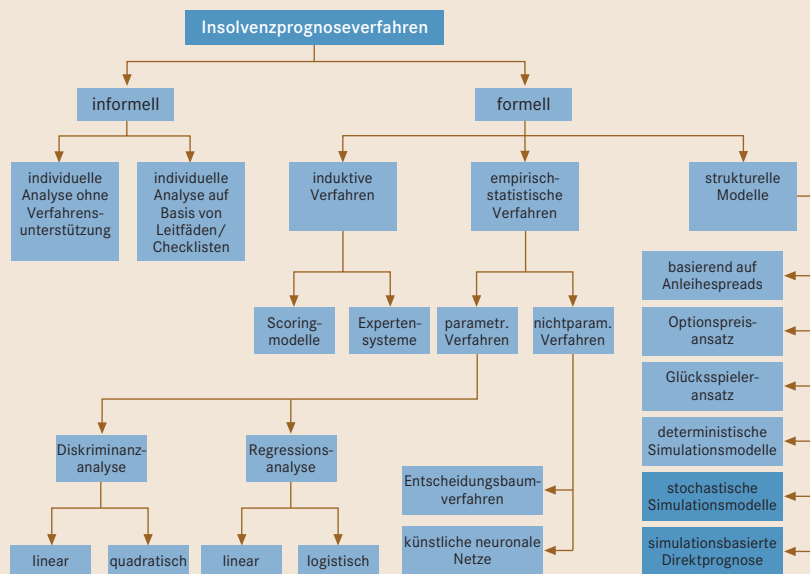 Insolvenzprognoseverfahren
informell
formell
individuelle
Analyse ohne
Verfahrens-
unterstützung
individuelle
Analyse auf
Basis von
Leitfäden/
Checklisten
induktive
Verfahren
empirisch-
statistische
Verfahren
strukturelle
Modelle
Scoring-
modelle
Experten-
systeme
parametr.
Verfahren
nichtparam.
Verfahren
basierend auf
Anleihespreads
Optionspreis-
ansatz
Glücksspieler-
ansatz
deterministische
Simulationsmodelle
stochastische
Simulationsmodelle
simulationsbasierte
Direktprognose
Diskriminanz-
analyse
Regressions-
analyse
Entscheidungsbaum-
verfahren
künstliche neuronale
Netze
linear
quadratisch
linear
logistisch